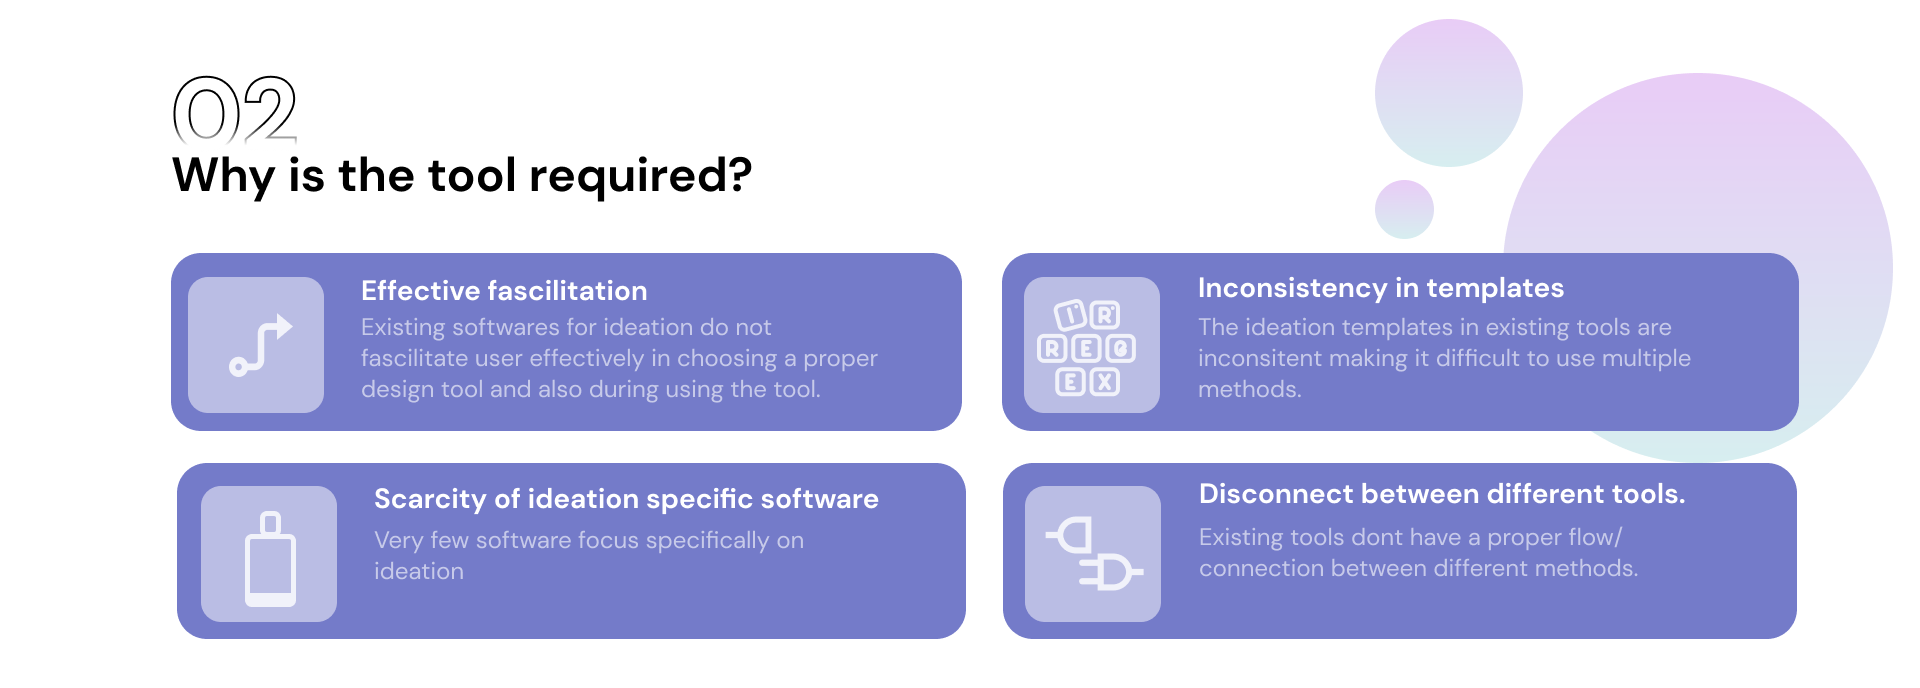 02
Why is the tool required?
Effective fascilitation
Existing softwares for ideation do not
fascilitate user effectively in choosing a proper
design tool and also during using the tool.
Inconsistency in templates
The ideation templates in existing tools are
inconsitent making it difficult to use multiple
methods.
I R
R E G
E X
Scarcity of ideation specific software
Very few software focus specifically on
ideation
Disconnect between different tools.
Existing tools dont have a proper flow/
connection between different methods.